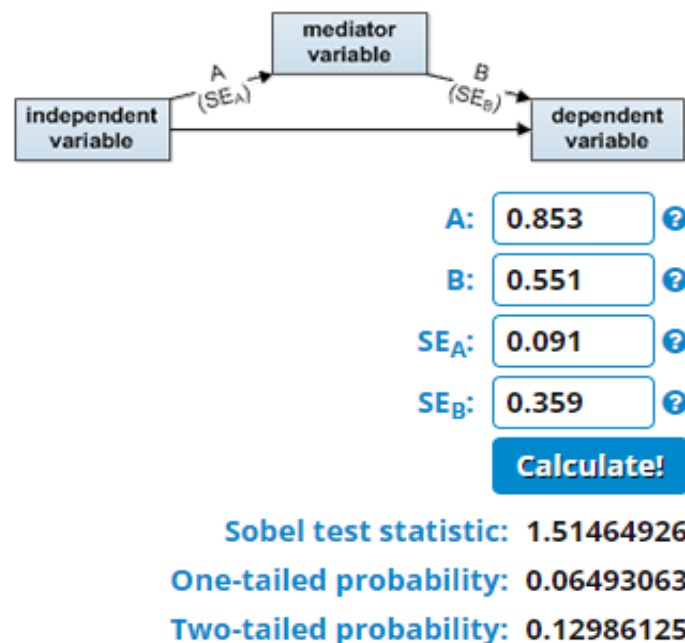 mediator
variable
A
(SEA)
B
(SEB)
independent
variable
dependent
variable
A: 0.853 ?
B: 0.551 ?
SEA: 0.091 ?
SEB: 0.359 ?
Calculate!
Sobel test statistic: 1.51464926
One-tailed probability: 0.06493063
Two-tailed probability: 0.12986125